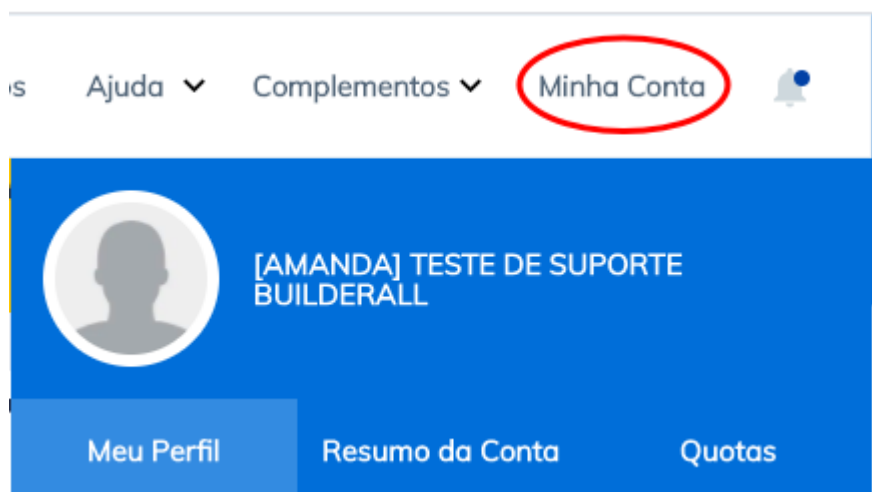 s Ajuda Complementos Minha Conta
[AMANDA] TESTE DE SUPORTE
BUILDERALL
Meu Perfil Resumo da Conta Quotas